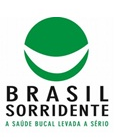 BRASIL
SORRIDENTE
A SAÚDE BUCAL LEVADA A SÉRIO